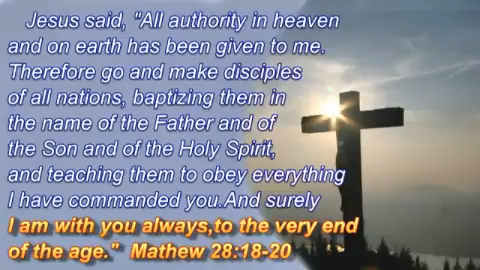 Jesus said, "All authority in heaven
and on earth has been given to me.
Therefore go and make disciples
of all nations, baptizing them in
the name of the Father and of
the Son and of the Holy Spirit,
and teaching them to obey everything
I have commanded you.And surely
I am with you always,to the very end
of the age." Mathew 28:18-20